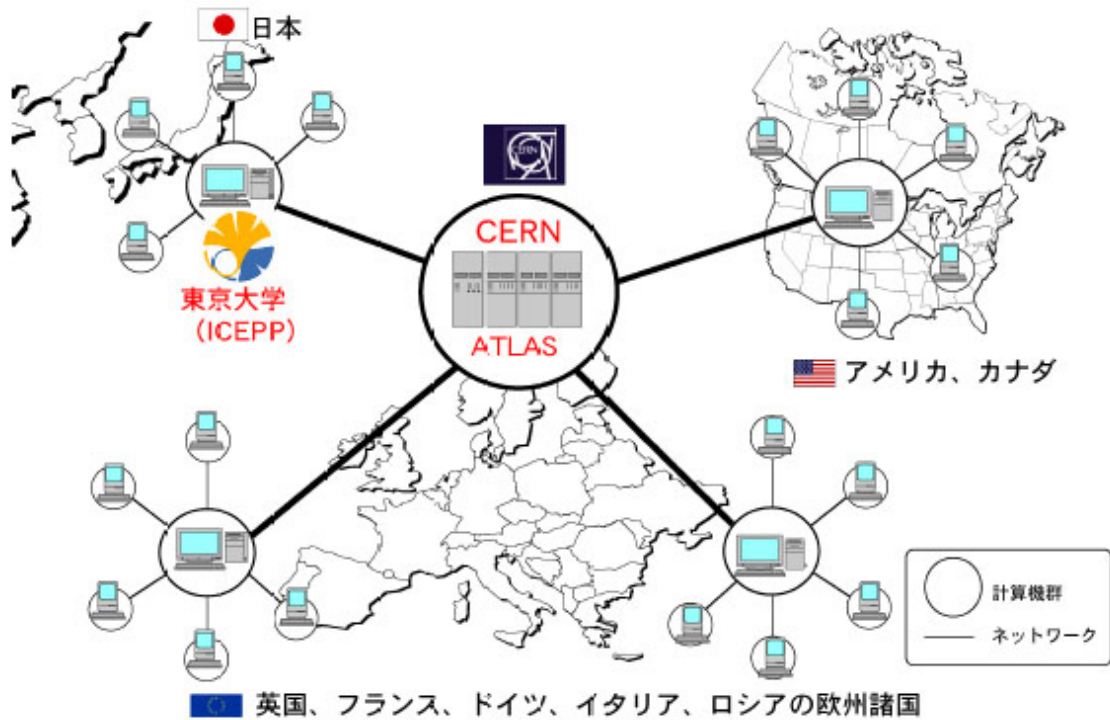 日本
CERN
CERN
ATLAS
東京大学
(ICEPP)
アメリカ、カナダ
計算機群
ネットワーク
英国、フランス、ドイツ、イタリア、ロシアの欧州諸国